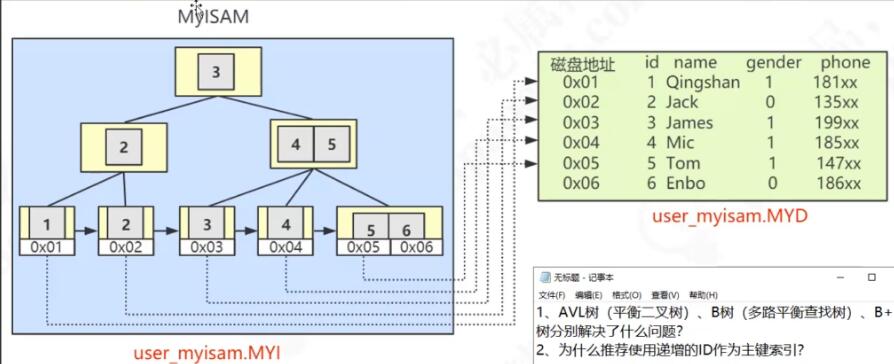 MyISAM
3
2
4 5
1 2 3 4 5 6
0x01 0x02 0x03 0x04 0x05 0x06
user_myisam.MYI
磁盘地址 id name gender phone
0x01 1 Qingshan 1 181xx
0x02 2 Jack 0 135xx
0x03 3 James 1 199xx
0x04 4 Mic 1 185xx
0x05 5 Tom 1 147xx
0x06 6 Enbo 0 186xx
user_myisam.MYD
无标题 - 记事本
文件(F) 编辑(E) 格式(O) 查看(V) 帮助(H)
1、AVL树（平衡二叉树）、B树（多路平衡查找树）、B+
树分别解决了什么问题?
2、为什么推荐使用递增的ID作为主键索引?